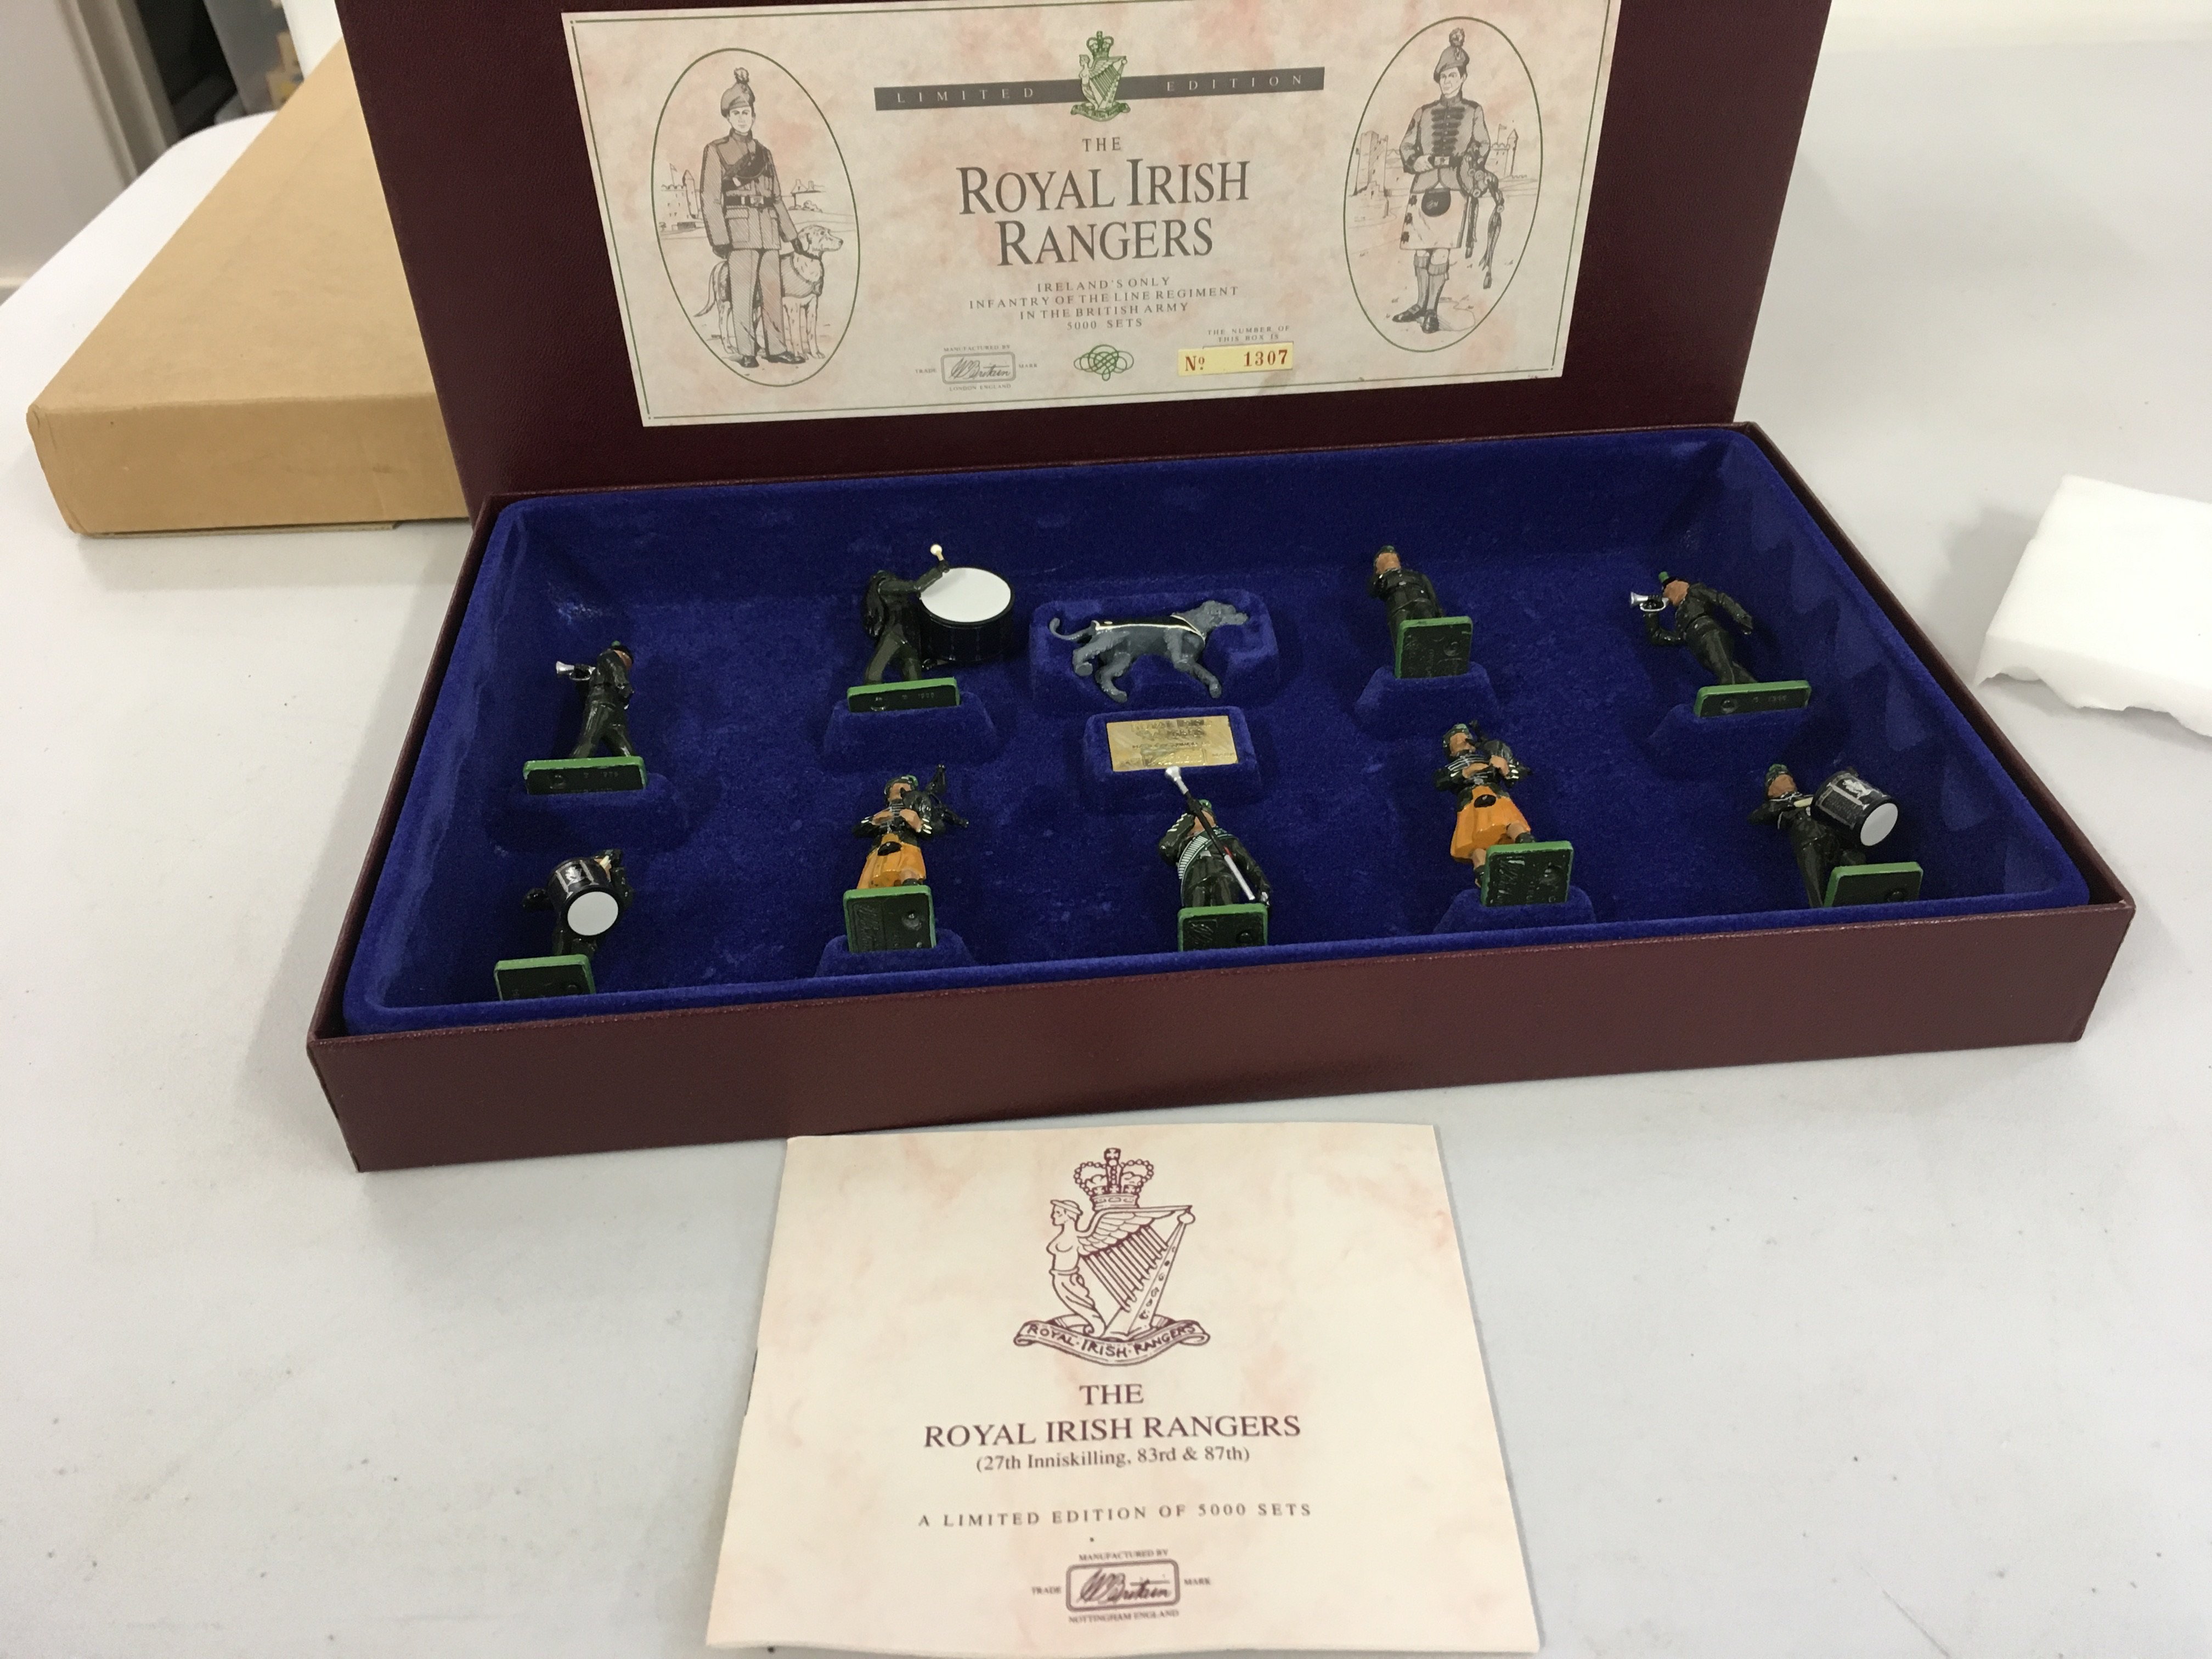 LIMITED EDITION
THE
ROYAL IRISH
RANGERS
IRELAND'S ONLY
INFANTRY OF THE LINE REGIMENT
IN THE BRITISH ARMY
5000 SETS
MANUFACTURED BY
TRADE W Britain MARK
LONDON ENGLAND
THE NUMBER OF
THIS BOX IS
Nº 1307
ROYAL·IRISH·RANGERS
THE
ROYAL IRISH RANGERS
(27th Inniskilling, 83rd & 87th)
A LIMITED EDITION OF 5000 SETS
MANUFACTURED BY
TRADE W Britain MARK
NOTTINGHAM ENGLAND